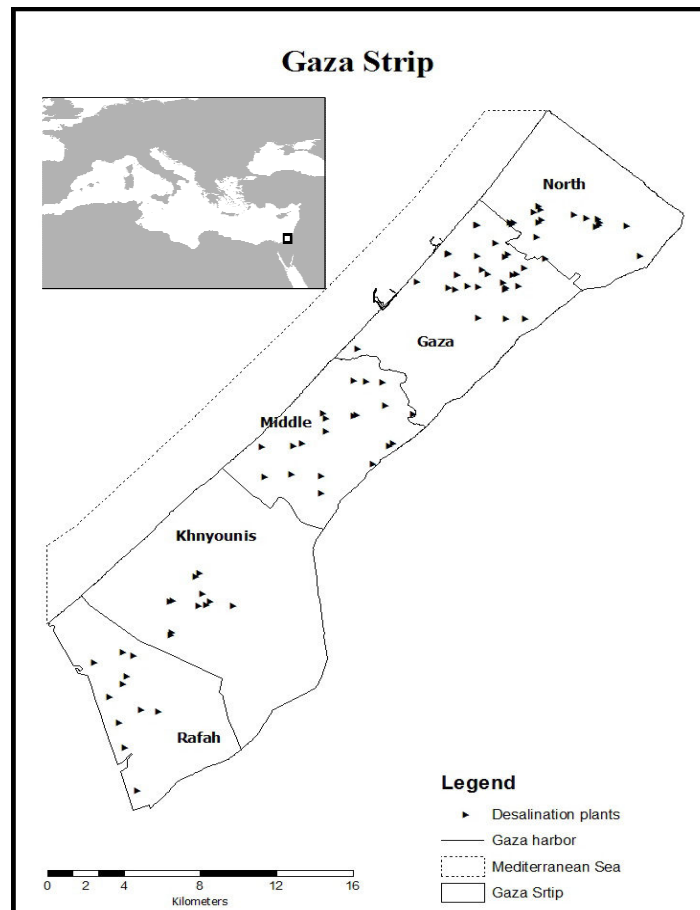 Gaza Strip
North
Gaza
Middle
Khnyounis
Rafah
Legend
Desalination plants
Gaza harbor
Mediterranean Sea
Gaza Srtip
0 2 4 8 12 16
Kilometers